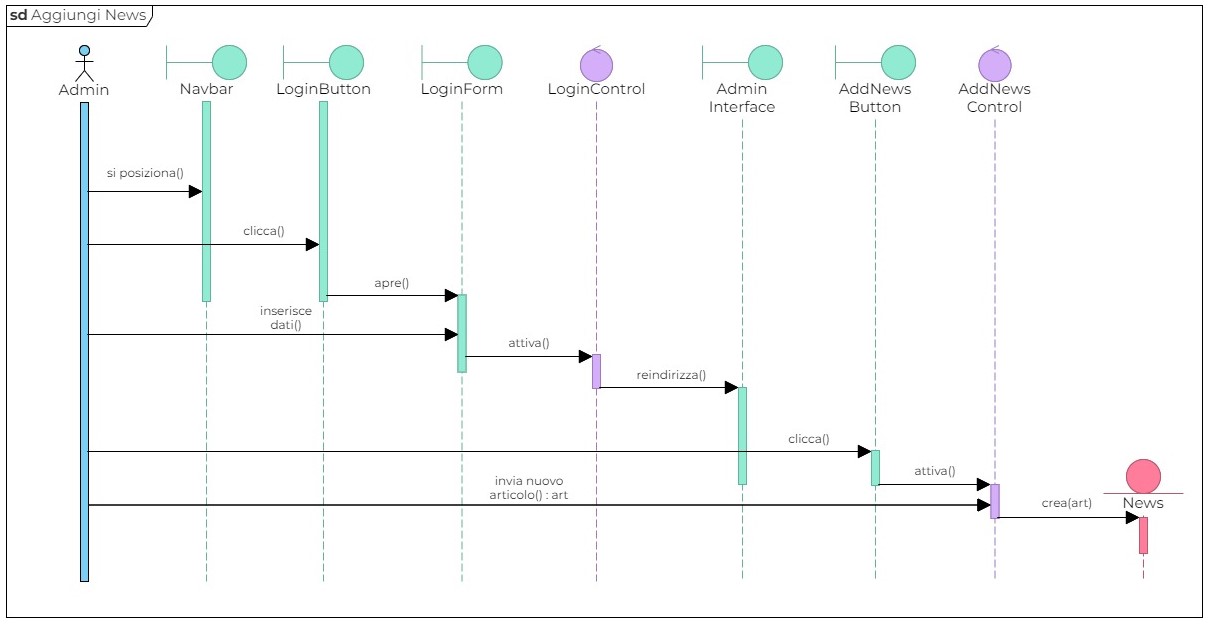 sd Aggiungi News
Admin
Navbar
LoginButton
LoginForm
LoginControl
Admin
Interface
AddNews
Button
AddNews
Control
si posiziona()
clicca()
apre()
inserisce
dati()
attiva()
reindirizza()
clicca()
attiva()
invia nuovo
articolo() : art
News
crea(art)